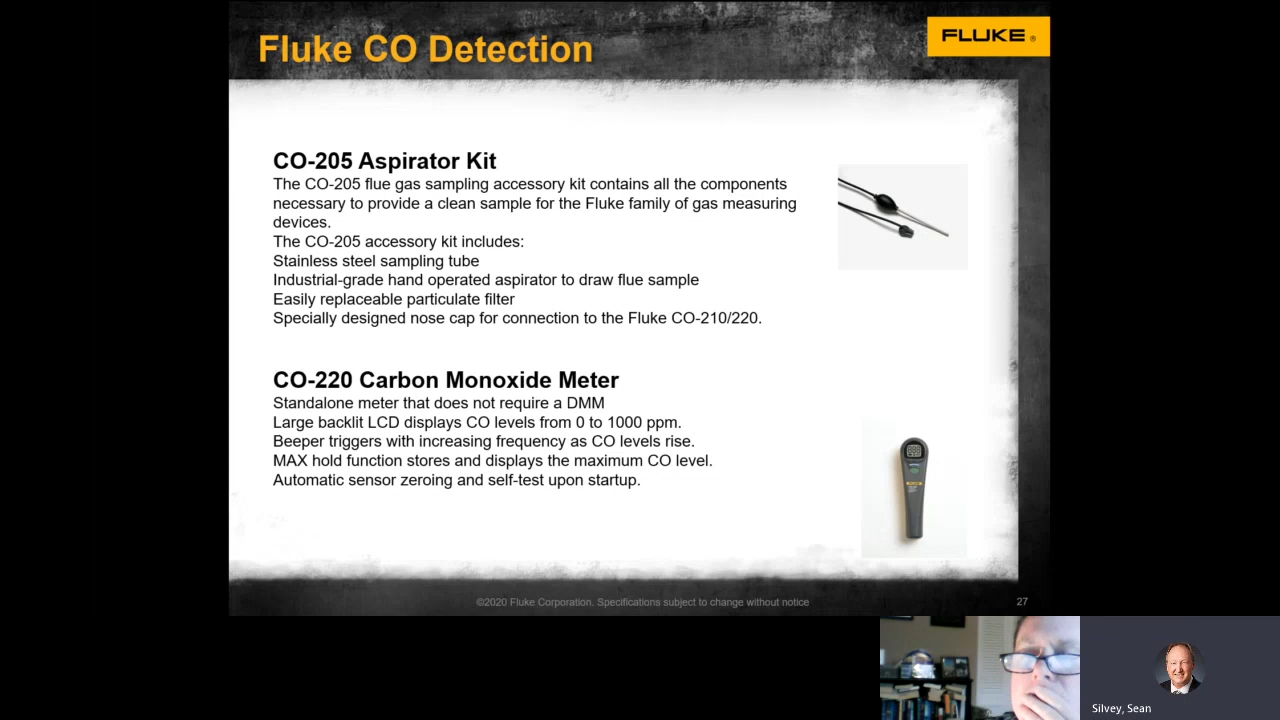 Fluke CO Detection
FLUKE ®
CO-205 Aspirator Kit
The CO-205 flue gas sampling accessory kit contains all the components
necessary to provide a clean sample for the Fluke family of gas measuring
devices.
The CO-205 accessory kit includes:
Stainless steel sampling tube
Industrial-grade hand operated aspirator to draw flue sample
Easily replaceable particulate filter
Specially designed nose cap for connection to the Fluke CO-210/220.
CO-220 Carbon Monoxide Meter
Standalone meter that does not require a DMM
Large backlit LCD displays CO levels from 0 to 1000 ppm.
Beeper triggers with increasing frequency as CO levels rise.
MAX hold function stores and displays the maximum CO level.
Automatic sensor zeroing and self-test upon startup.
©2020 Fluke Corporation. Specifications subject to change without notice
27
Silvey, Sean